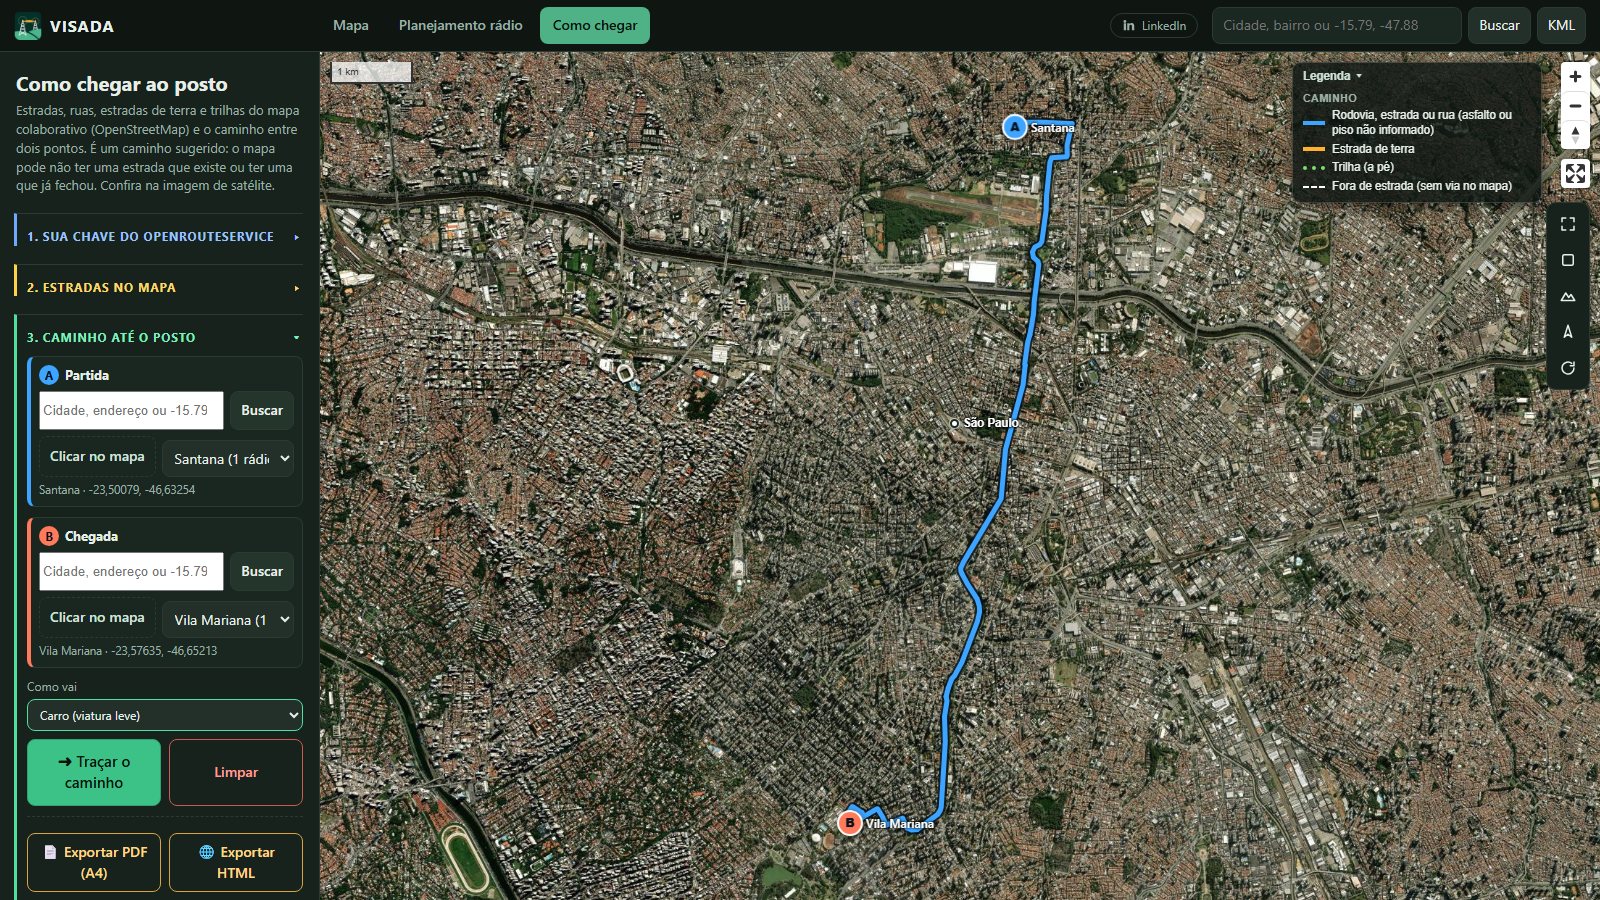 VISADA
Mapa
Planejamento rádio
Como chegar
in LinkedIn
Cidade, bairro ou -15.79, -47.88
Buscar
KML
Como chegar ao posto
Estradas, ruas, estradas de terra e trilhas do mapa
colaborativo (OpenStreetMap) e o caminho entre
dois pontos. É um caminho sugerido: o mapa
pode não ter uma estrada que existe ou ter uma
que já fechou. Confira na imagem de satélite.
1. SUA CHAVE DO OPENROUTESERVICE
2. ESTRADAS NO MAPA
3. CAMINHO ATÉ O POSTO
A Partida
Cidade, endereço ou -15.79
Buscar
Clicar no mapa
Santana (1 rádi
Santana · -23,50079, -46,63254
B Chegada
Cidade, endereço ou -15.79
Buscar
Clicar no mapa
Vila Mariana (1
Vila Mariana · -23,57635, -46,65213
Como vai
Carro (viatura leve)
➜ Traçar o
caminho
Limpar
Exportar PDF
(A4)
Exportar
HTML
1 km
A Santana
São Paulo
B Vila Mariana
Legenda
CAMINHO
Rodovia, estrada ou rua (asfalto ou
piso não informado)
Estrada de terra
Trilha (a pé)
Fora de estrada (sem via no mapa)